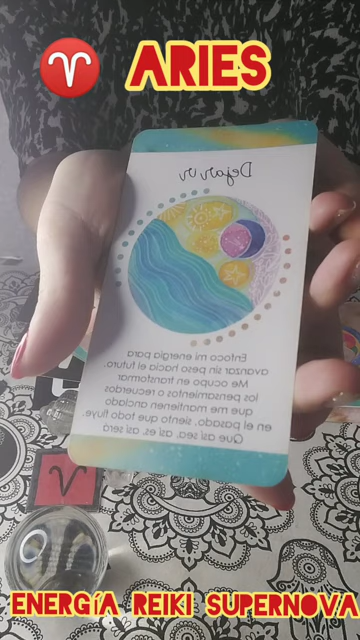 ARIES
Dejar ir
Enfoco mi energía para
avanzar sin peso hacia el futuro.
Me ocupo en transformar
los pensamientos o recuerdos
que me mantienen anclado
en el pasado, siento que todo fluye.
Que así sea, así, es, así será
ENERGíA REIKI SUPERNOVA